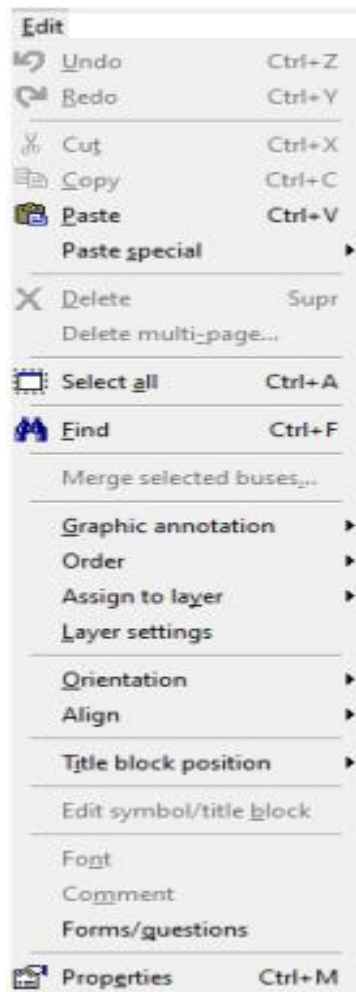 Edit
Undo Ctrl+Z
Redo Ctrl+Y
Cut Ctrl+X
Copy Ctrl+C
Paste Ctrl+V
Paste special
Delete Supr
Delete multi-page...
Select all Ctrl+A
Find Ctrl+F
Merge selected buses...
Graphic annotation
Order
Assign to layer
Layer settings
Orientation
Align
Title block position
Edit symbol/title block
Font
Comment
Forms/questions
Properties Ctrl+M